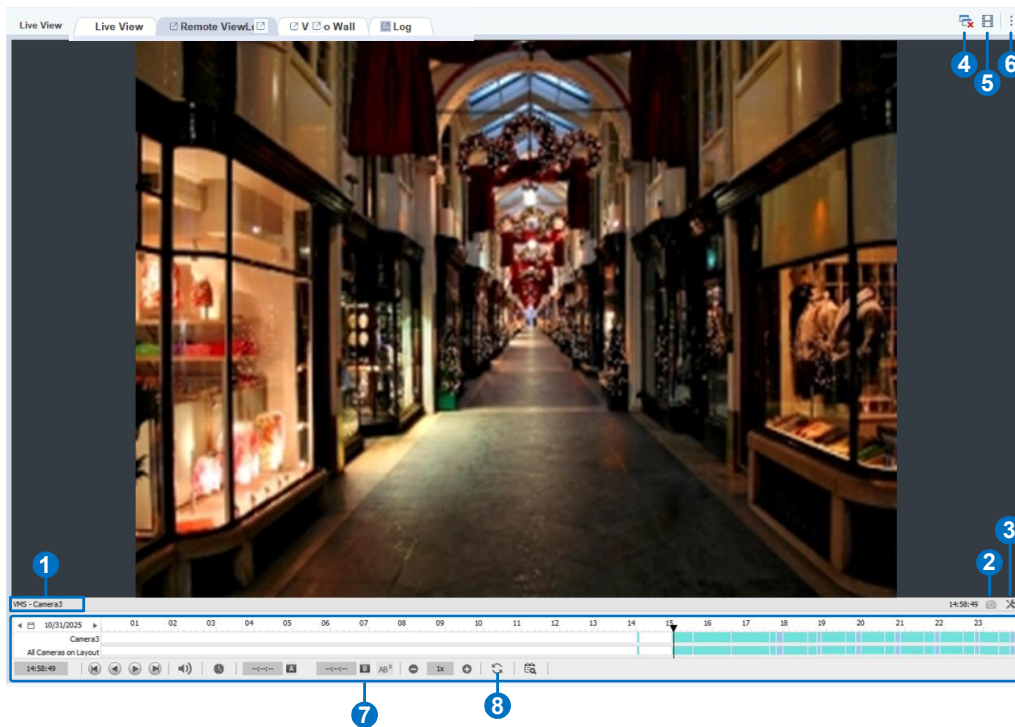 Live View Live View Remote ViewLo V o Wall Log
4 5 6
3
1 2
VMS - Camera3 14:58:49
10/31/2025 01 02 03 04 05 06 07 08 09 10 11 12 13 14 15 16 17 18 19 20 21 22 23
Camera3
All Cameras on Layout
14:58:49 --:--:-- A --:--:-- B AB x 1x
7 8